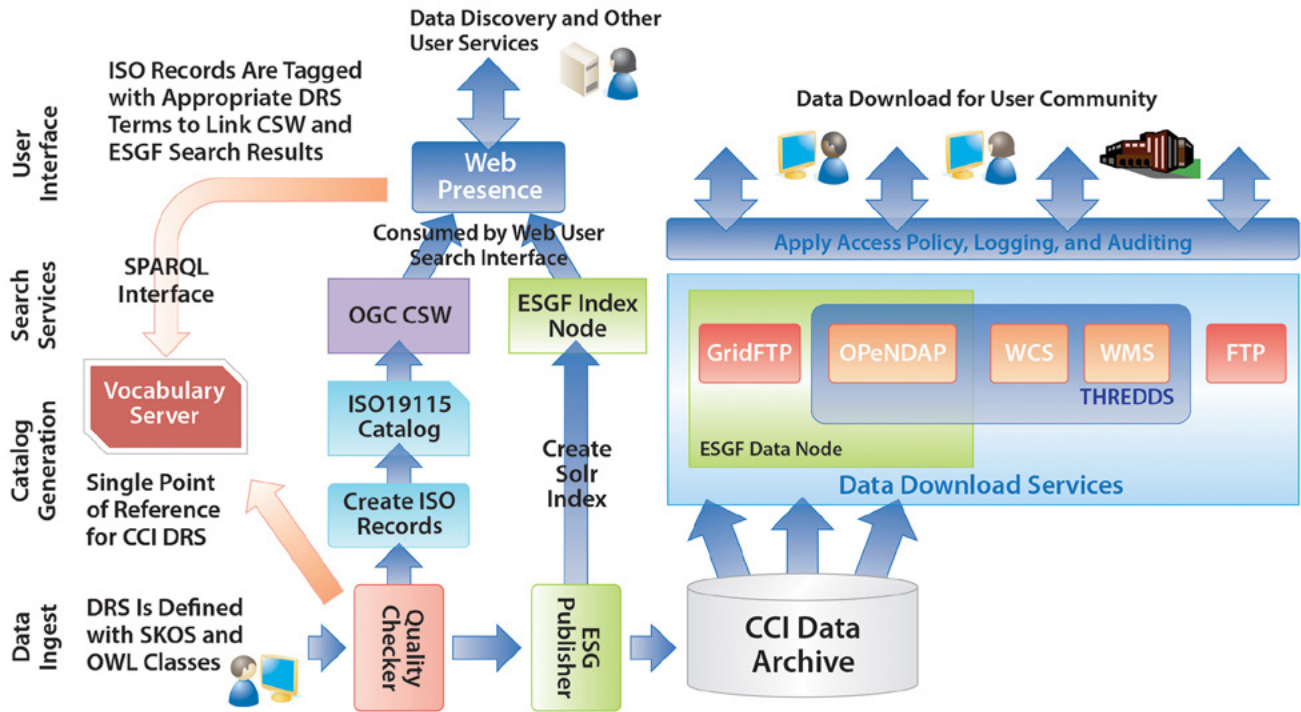 Data Discovery and Other
User Services
ISO Records Are Tagged
with Appropriate DRS
Terms to Link CSW and
ESGF Search Results
Data Download for User Community
User
Interface
Web
Presence
Consumed by Web User
Search Interface
Apply Access Policy, Logging, and Auditing
SPARQL
Interface
Search
Services
OGC CSW
ESGF Index
Node
GridFTP
OPeNDAP
WCS
WMS
FTP
THREDDS
Vocabulary
Server
ISO19115
Catalog
Catalog
Generation
Create
Solr
Index
ESGF Data Node
Data Download Services
Single Point
of Reference
for CCI DRS
Create ISO
Records
Data
Ingest
DRS Is Defined
with SKOS and
OWL Classes
Quality
Checker
ESG
Publisher
CCI Data
Archive